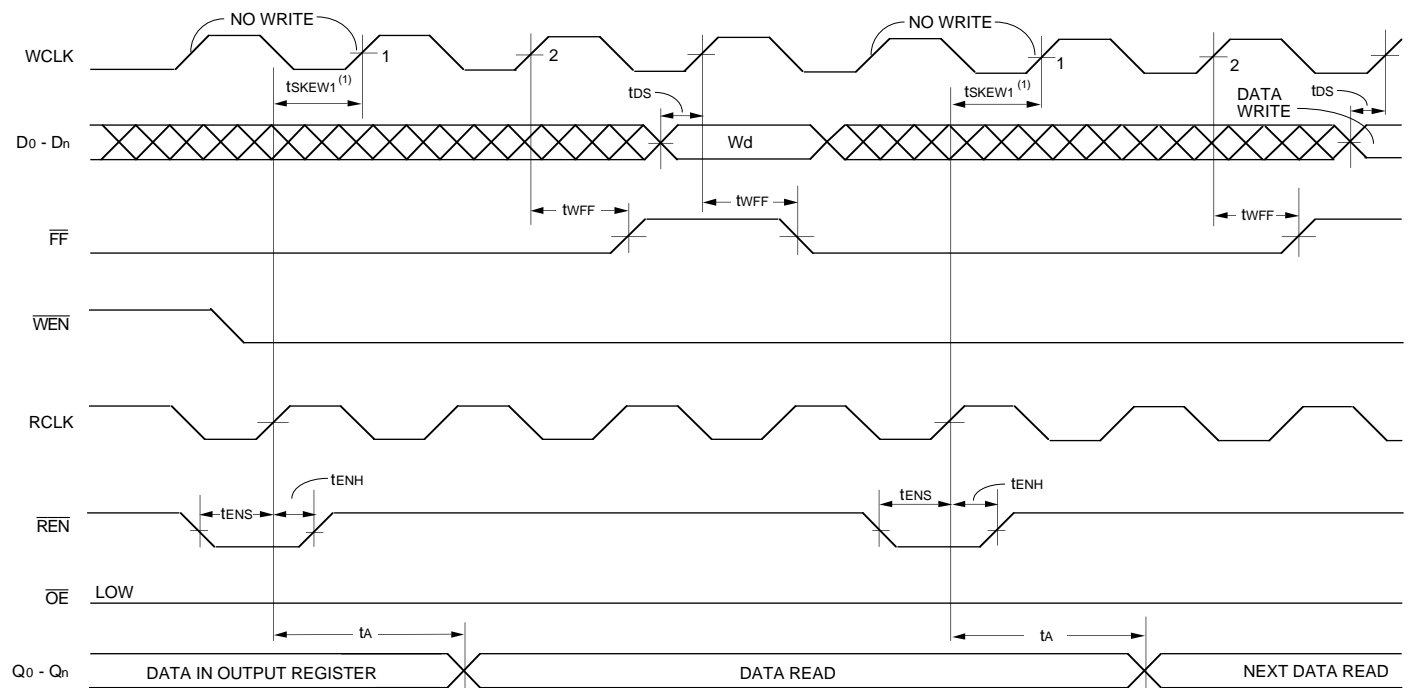 NO WRITE
NO WRITE
WCLK
1
2
1
2
tSKEW1 (1)
tDS
tSKEW1 (1)
tDS
DATA WRITE
D0 - Dn
Wd
tWFF
tWFF
tWFF
FF
WEN
RCLK
tENS
tENH
tENS
tENH
REN
OE
LOW
tA
tA
Q0 - Qn
DATA IN OUTPUT REGISTER
DATA READ
NEXT DATA READ